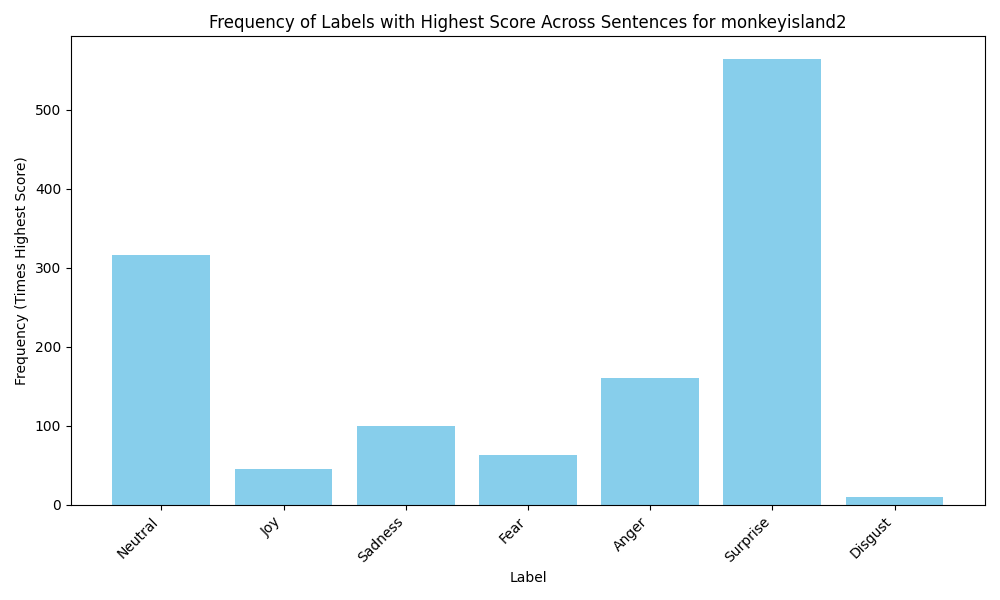 Frequency of Labels with Highest Score Across Sentences for monkeyisland2
Frequency (Times Highest Score)
500
400
300
200
100
0
Neutral
Joy
Sadness
Fear
Anger
Surprise
Disgust
Label